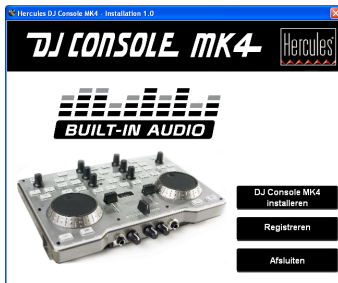 Hercules DJ Console MK4 - Installation 1.0
DJ CONSOLE MK4
Hercules
BUILT-IN AUDIO
DJ Console MK4
installeren
Registreren
Afsluiten